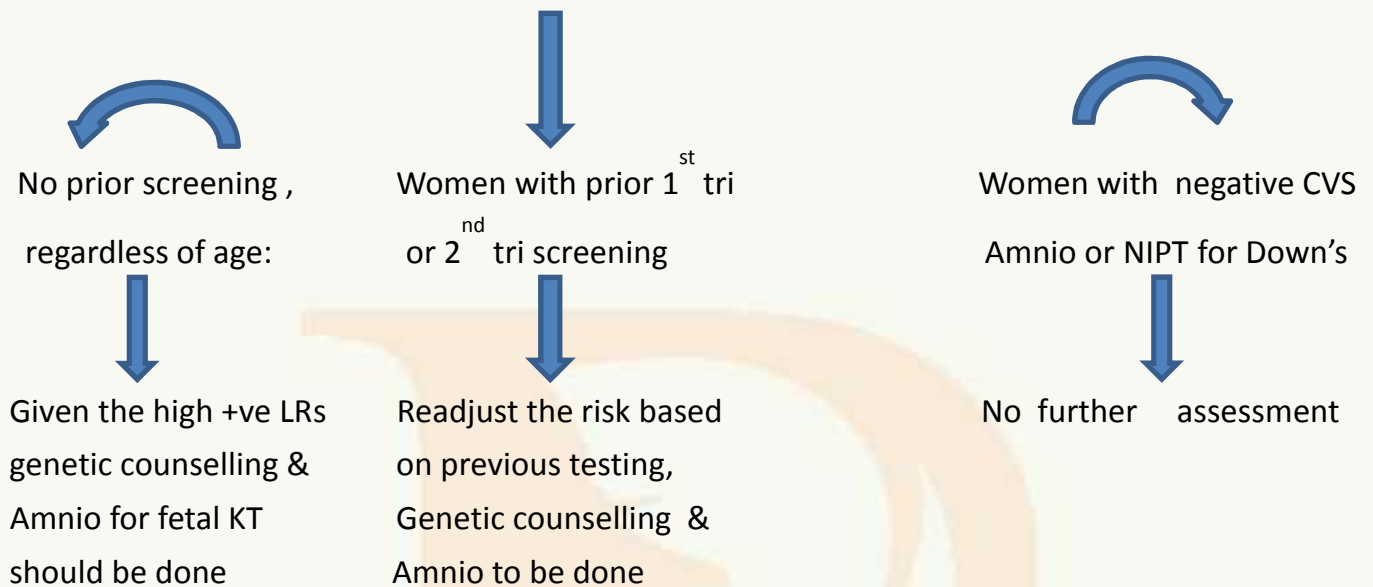 No prior screening ,
regardless of age:
Given the high +ve LRs
genetic counselling &
Amnio for fetal KT
should be done
Women with prior 1st tri
or 2nd tri screening
Readjust the risk based
on previous testing,
Genetic counselling &
Amnio to be done
Women with negative CVS
Amnio or NIPT for Down’s
No further assessment